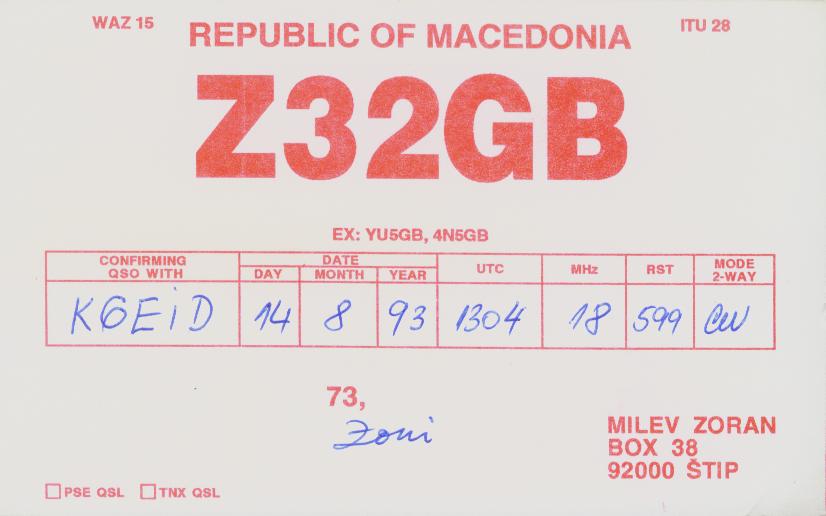 WAZ 15
REPUBLIC OF MACEDONIA
ITU 28
Z32GB
EX: YU5GB, 4N5GB
CONFIRMING QSO WITH DATE DAY MONTH YEAR UTC MHz RST MODE 2-WAY
K6EiD 14 8 93 1304 18 599 CW
73,
Zoni
MILEV ZORAN
BOX 38
92000 ŠTIP
PSE QSL TNX QSL